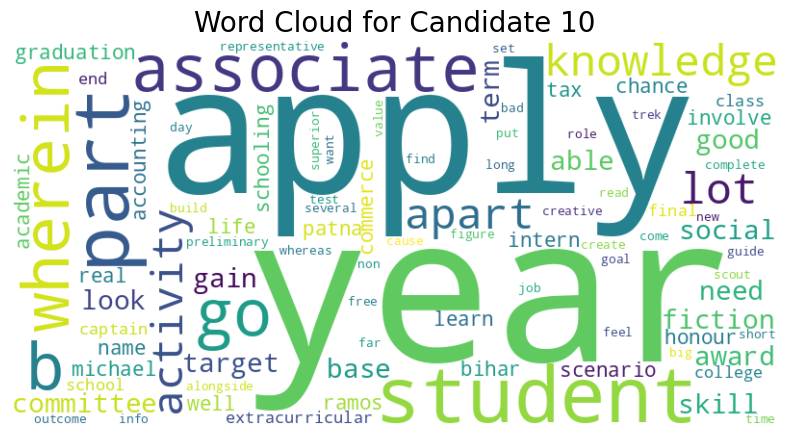 Word Cloud for Candidate 10
graduation representative set knowledge
end associate term tax chance
wherein part apply class
day bad put role trek involve
academic accounting schooling superior want value find long able good complete
test read lot
build several commerce apart creative final new social
life patna
preliminary whereas cause figure intern create come guide
real gain non goal scout
look activity go year job need
free
captain name learn feel fiction
far honour short
b michael target base bihar scenario big award
school alongside college
committee well ramos student skill
outcome info extracurricular time